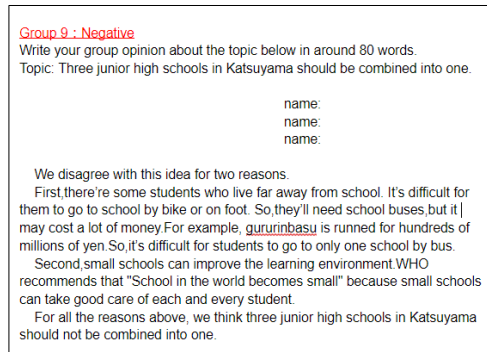 Group 9 : Negative
Write your group opinion about the topic below in around 80 words.
Topic: Three junior high schools in Katsuyama should be combined into one.
name:
name:
name:
We disagree with this idea for two reasons.
First,there're some students who live far away from school. It's difficult for
them to go to school by bike or on foot. So,they'll need school buses,but it
may cost a lot of money.For example, gururinbasu is runned for hundreds of
millions of yen.So,it's difficult for students to go to only one school by bus.
Second,small schools can improve the learning environment.WHO
recommends that "School in the world becomes small" because small schools
can take good care of each and every student.
For all the reasons above, we think three junior high schools in Katsuyama
should not be combined into one.